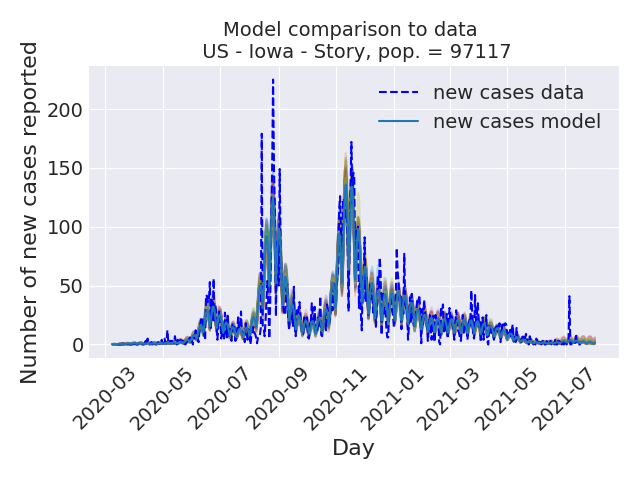 Model comparison to data
US - Iowa - Story, pop. = 97117
Number of new cases reported
200
150
100
50
0
new cases data
new cases model
2020-03
2020-05
2020-07
2020-09
2020-11
2021-01
2021-03
2021-05
2021-07
Day